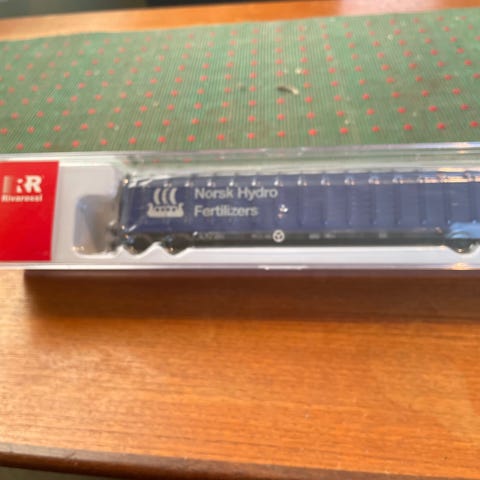 RR
Rivarossi
Norsk Hydro
Fertilizers